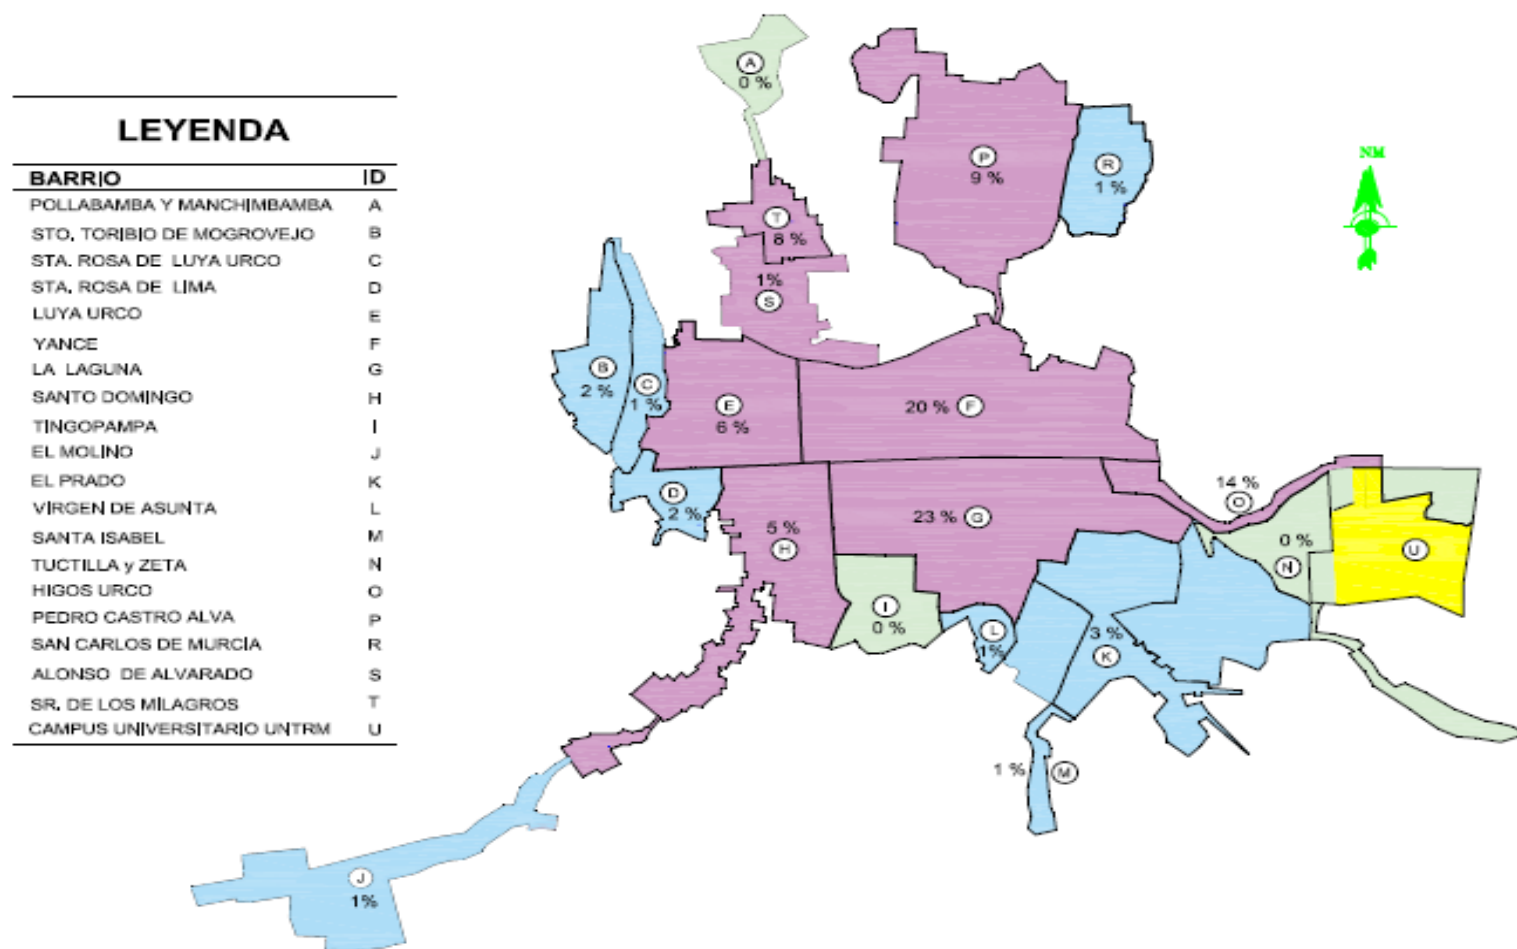 LEYENDA
BARRIO ID
POLLABAMBA Y MANCHIMBAMBA A
STO. TORIBIO DE MOGROVEJO B
STA. ROSA DE LUYA URCO C
STA. ROSA DE LIMA D
LUYA URCO E
YANCE F
LA LAGUNA G
SANTO DOMINGO H
TINGOPAMPA I
EL MOLINO J
EL PRADO K
VIRGEN DE ASUNTA L
SANTA ISABEL M
TUCTILLA y ZETA N
HIGOS URCO O
PEDRO CASTRO ALVA P
SAN CARLOS DE MURCIA R
ALONSO DE ALVARADO S
SR. DE LOS MILAGROS T
CAMPUS UNIVERSITARIO UNTRM U
A
0 %
P
9 %
R
1 %
NM
T
8 %
1%
S
B
2 %
C
1 %
E
6 %
20 % F
D
2 %
14 %
O
23 % G
5 %
H
0 %
N
U
I
0 %
L
1%
3 %
K
1 % M
J
1%